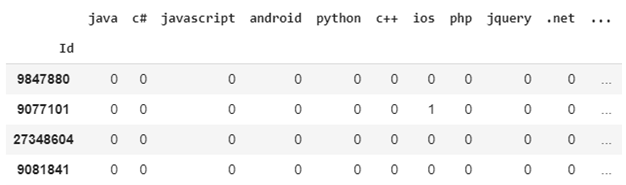 java c# javascript android python c++ ios php jquery .net ...
Id
9847880 0 0 0 0 0 0 0 0 0 0 ...
9077101 0 0 0 0 0 0 1 0 0 0 ...
27348604 0 0 0 0 0 0 0 0 0 0 ...
9081841 0 0 0 0 0 0 0 0 0 0 ...